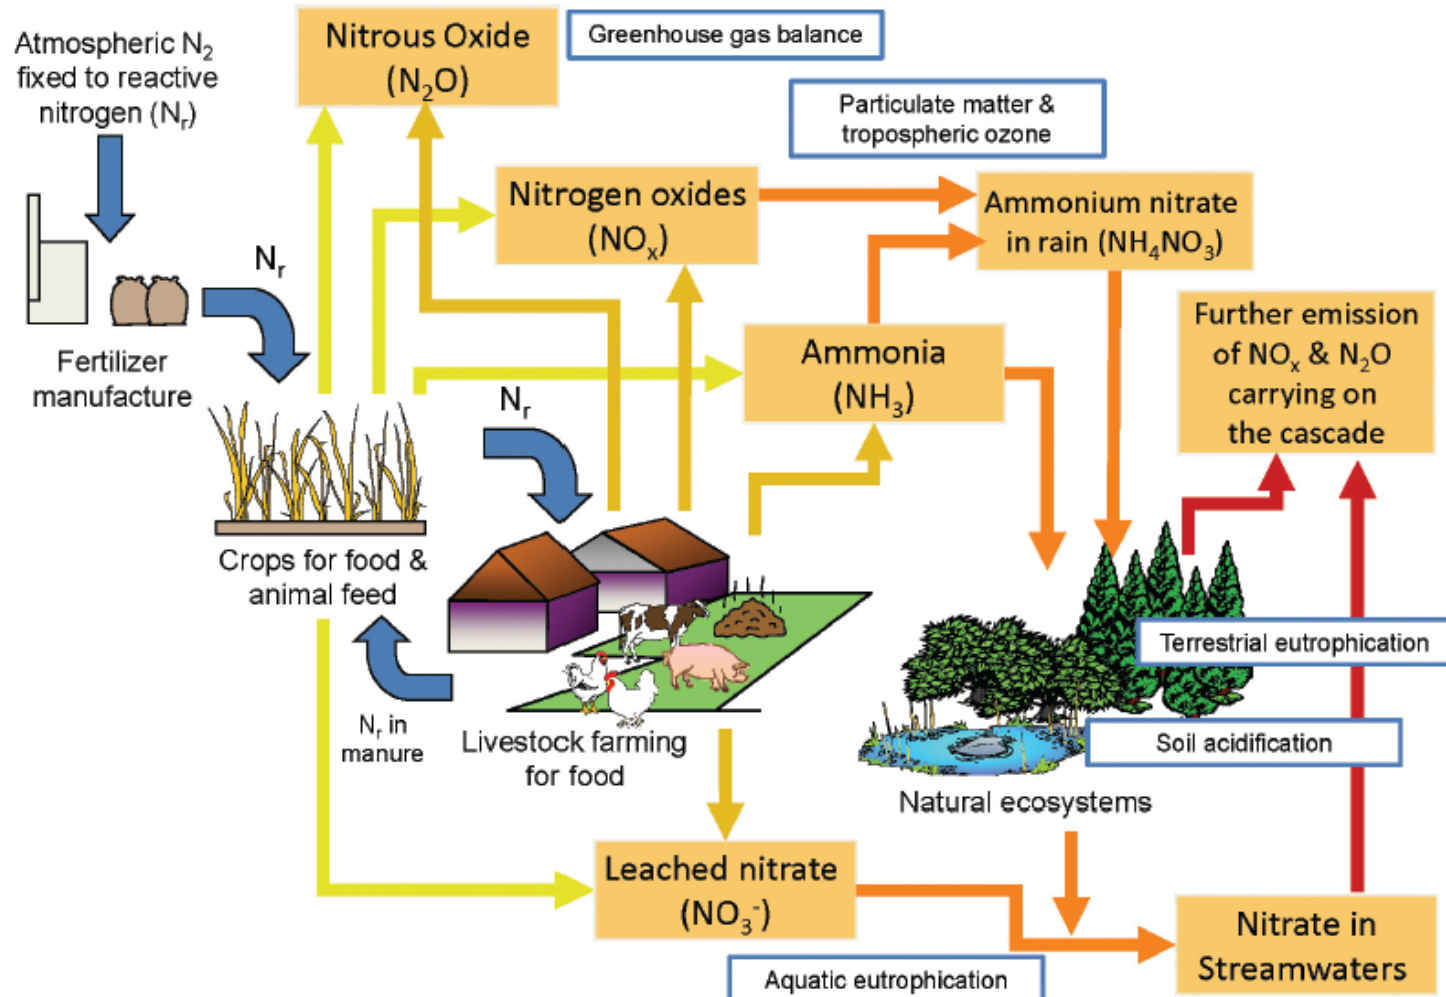 Atmospheric N₂
fixed to reactive
nitrogen (Nᵣ)
Nitrous Oxide
(N₂O)
Greenhouse gas balance
Particulate matter &
tropospheric ozone
Nitrogen oxides
(NOₓ)
Ammonium nitrate
in rain (NH₄NO₃)
Nᵣ
Fertilizer
manufacture
Ammonia
(NH₃)
Further emission
of NOₓ & N₂O
carrying on
the cascade
Nᵣ
Crops for food &
animal feed
Nᵣ in
manure
Livestock farming
for food
Terrestrial eutrophication
Soil acidification
Natural ecosystems
Leached nitrate
(NO₃⁻)
Nitrate in
Streamwaters
Aquatic eutrophication